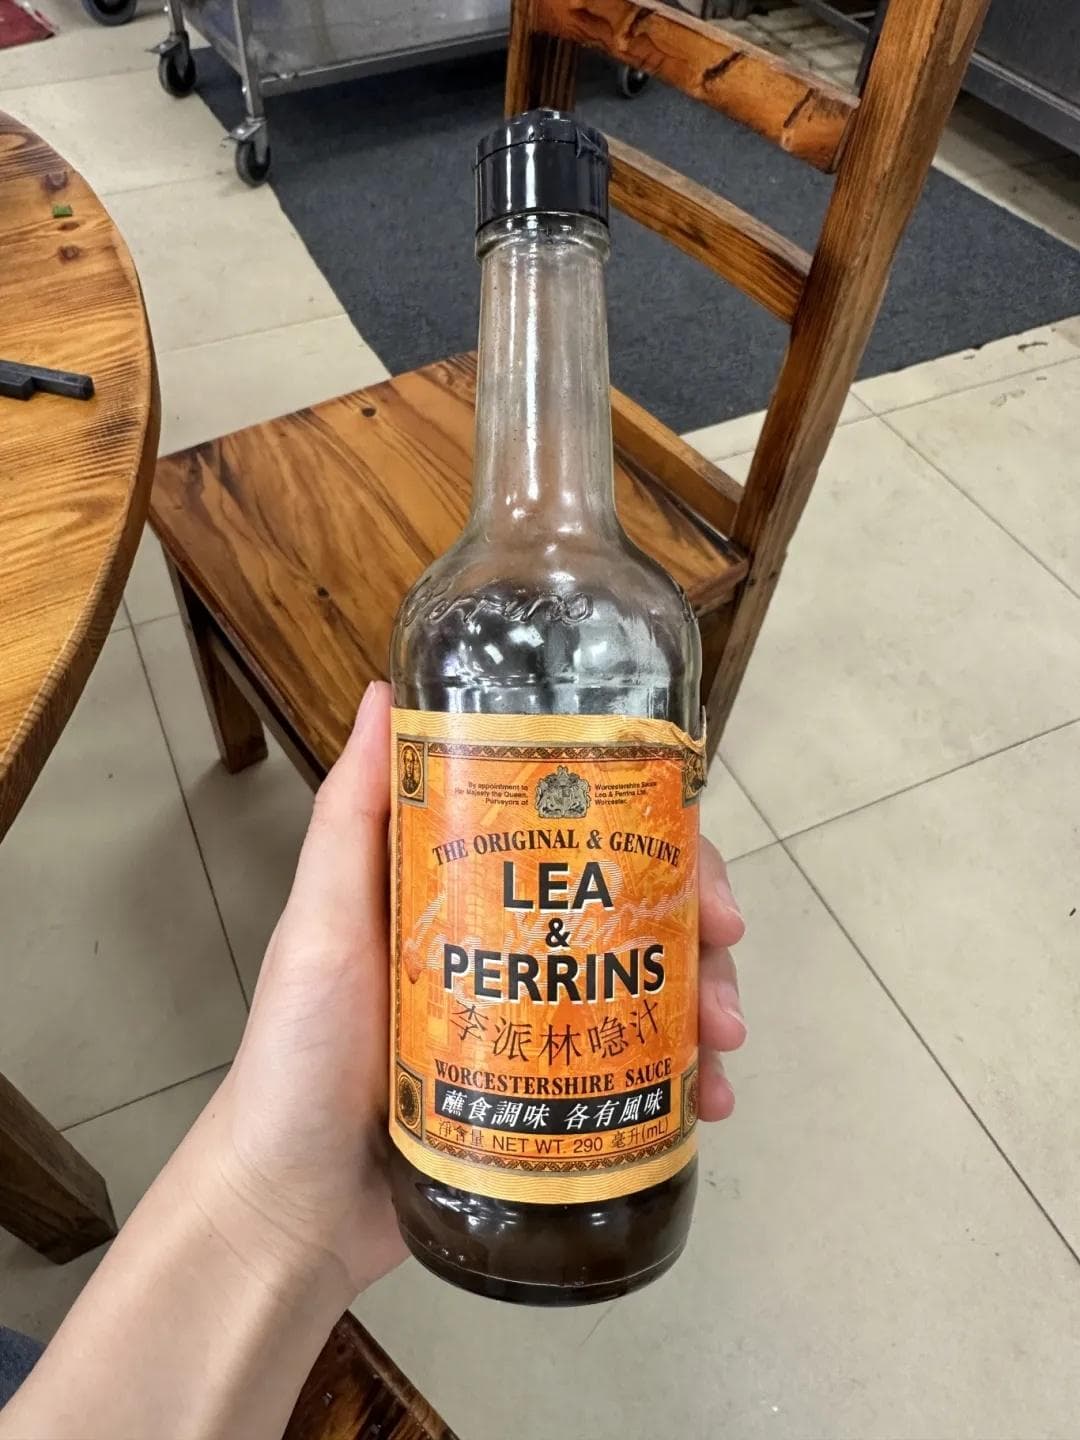 Perrins
By appointment to
Her Majesty the Queen,
Purveyors of
Worcestershire Sauce
Lea & Perrins Ltd,
Worcester.
THE ORIGINAL & GENUINE
LEA
&
PERRINS
李派林喼汁
WORCESTERSHIRE SAUCE
蘸食調味 各有風味
淨含量 NET WT. 290 毫升(mL)